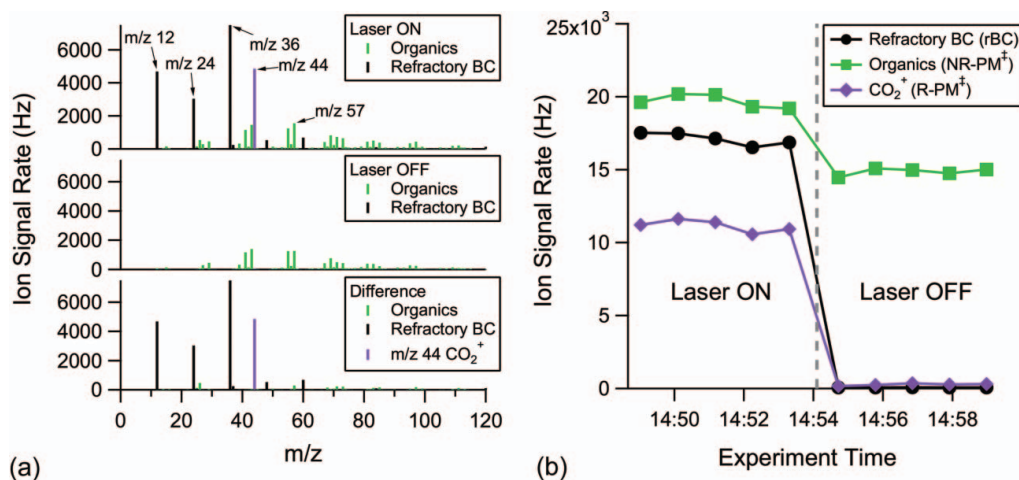 Laser ON
Organics
Refractory BC
m/z 12
m/z 24
m/z 36
m/z 44
m/z 57
6000
4000
2000
0
Laser OFF
Organics
Refractory BC
6000
4000
2000
0
Difference
Organics
Refractory BC
m/z 44 CO₂⁺
6000
4000
2000
0
Ion Signal Rate (Hz)
0 20 40 60 80 100 120
m/z
(a)
25x10³
20
15
10
5
0
Ion Signal Rate (Hz)
Refractory BC (rBC)
Organics (NR-PM‡)
CO₂⁺ (R-PM‡)
Laser ON
Laser OFF
14:50 14:52 14:54 14:56 14:58
Experiment Time
(b)